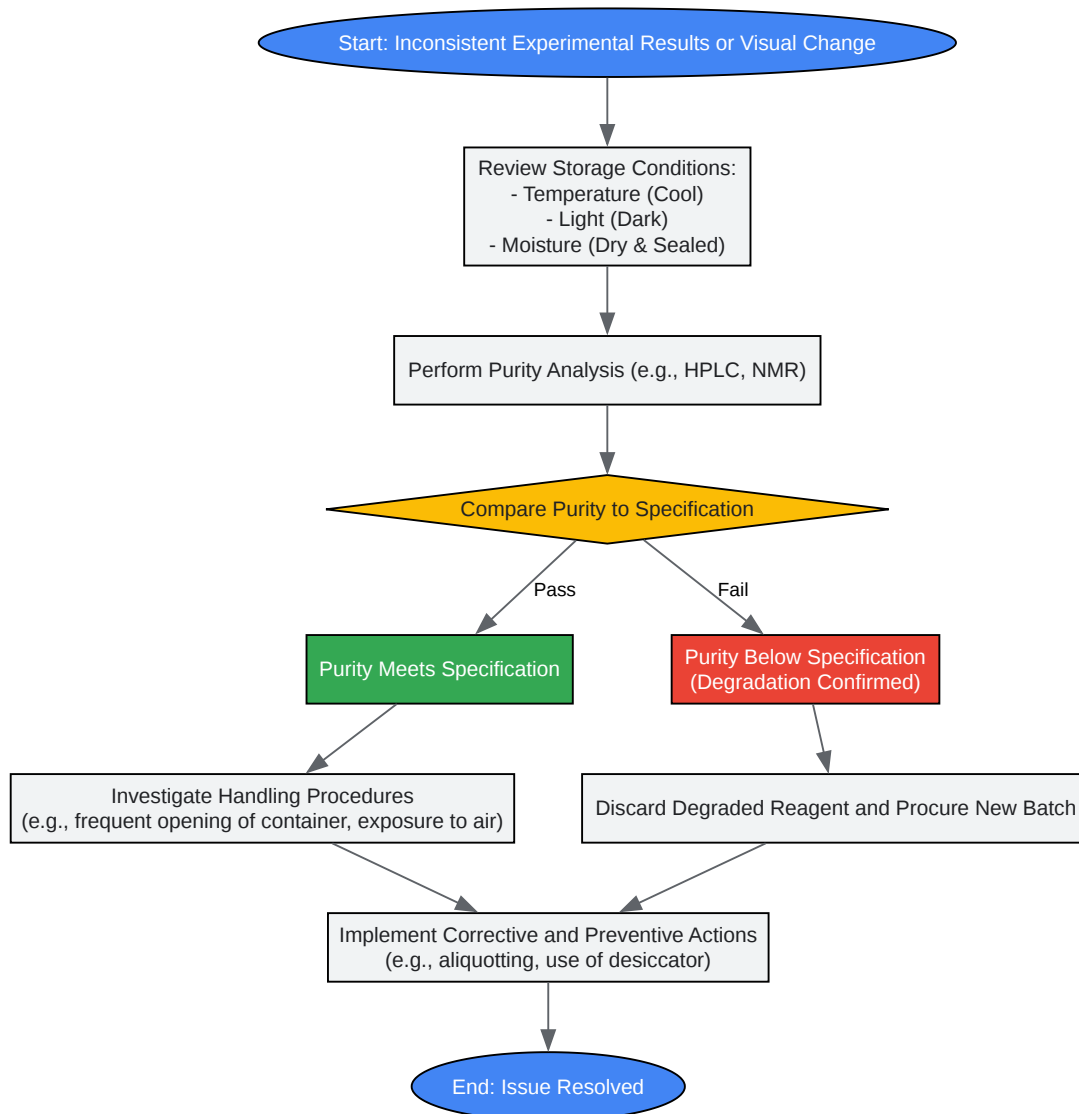 Start: Inconsistent Experimental Results or Visual Change
Review Storage Conditions:
- Temperature (Cool)
- Light (Dark)
- Moisture (Dry & Sealed)
Perform Purity Analysis (e.g., HPLC, NMR)
Compare Purity to Specification
Pass
Fail
Purity Meets Specification
Purity Below Specification
(Degradation Confirmed)
Investigate Handling Procedures
(e.g., frequent opening of container, exposure to air)
Discard Degraded Reagent and Procure New Batch
Implement Corrective and Preventive Actions
(e.g., aliquotting, use of desiccator)
End: Issue Resolved